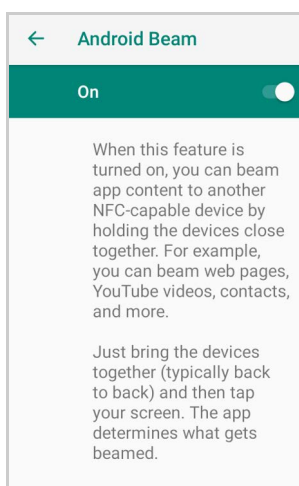 Android Beam
On
When this feature is
turned on, you can beam
app content to another
NFC-capable device by
holding the devices close
together. For example,
you can beam web pages,
YouTube videos, contacts,
and more.
Just bring the devices
together (typically back
to back) and then tap
your screen. The app
determines what gets
beamed.